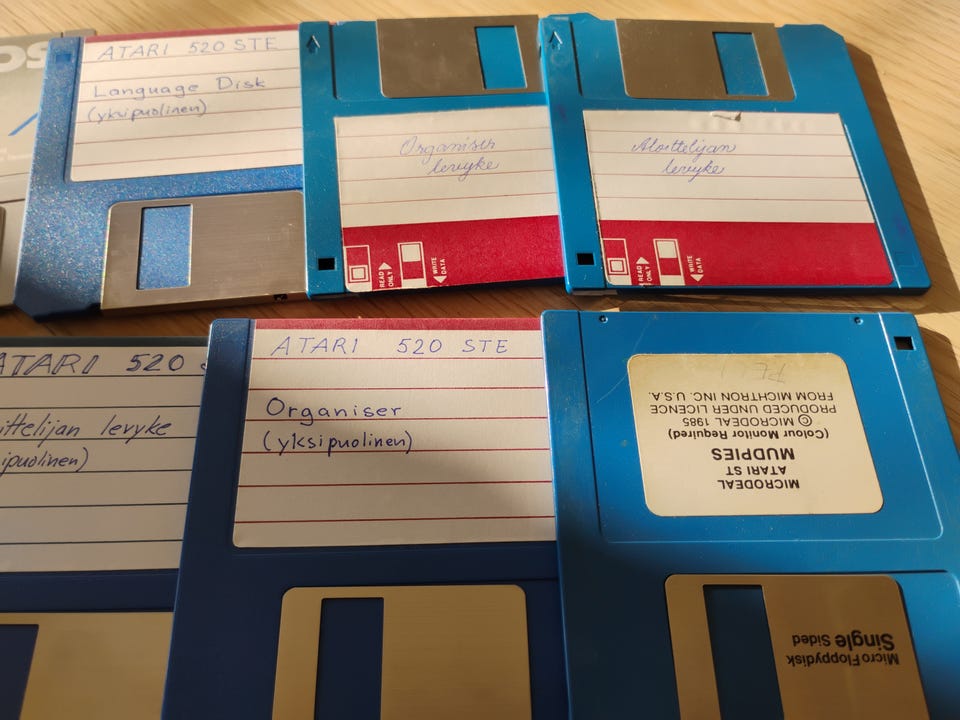 OS
ATARI 520 STE
Language Disk
(yksipuolinen)
Organiser
levyke
READ ONLY
WRITE DATA
Aloittelijan
levyke
READ ONLY
WRITE DATA
ATARI 520
ittelijan levyke
ipuolinen)
ATARI 520 STE
Organiser
(yksipuolinen)
MICRODEAL
ATARI ST
MUDPIES
(Colour Monitor Required)
© MICRODEAL 1985
PRODUCED UNDER LICENCE
FROM MICHTRON INC. U.S.A.
Micro Floppydisk
Single Sided